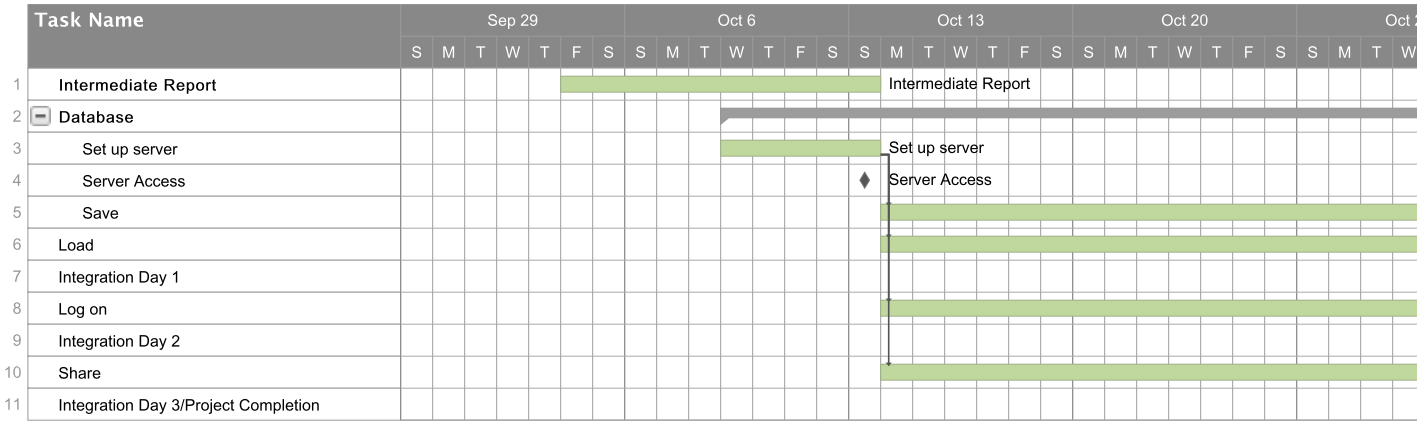 Task Name Sep 29 Oct 6 Oct 13 Oct 20 Oct
S M T W T F S S M T W T F S S M T W T F S S M T W T F S S M T W
1 Intermediate Report Intermediate Report
2 Database
3 Set up server Set up server
4 Server Access Server Access
5 Save
6 Load
7 Integration Day 1
8 Log on
9 Integration Day 2
10 Share
11 Integration Day 3/Project Completion